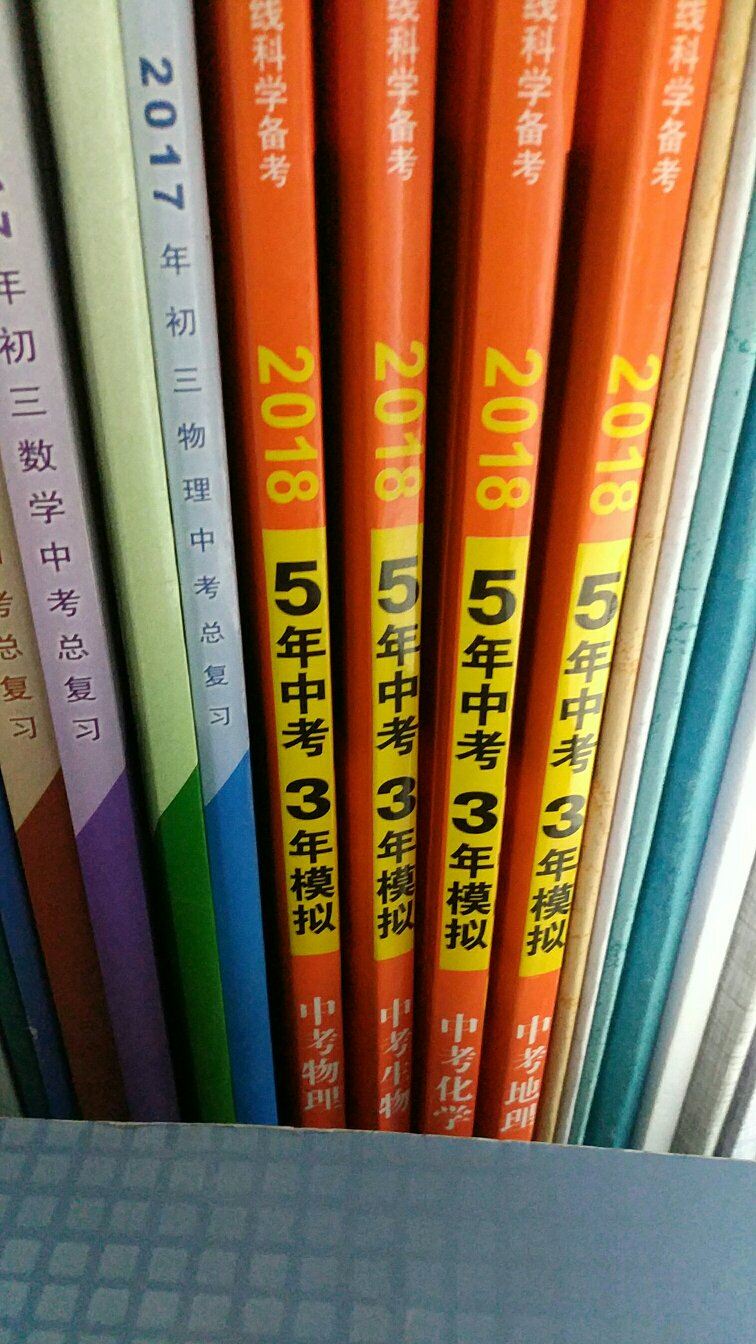 考总复习
7年初三数学中考总复习
2017年初三物理中考总复习
线科学备考 2018 5年中考 3年模拟 中考物理
线科学备考 2018 5年中考 3年模拟 中考生物
线科学备考 2018 5年中考 3年模拟 中考化学
线科学备考 2018 5年中考 3年模拟 中考地理